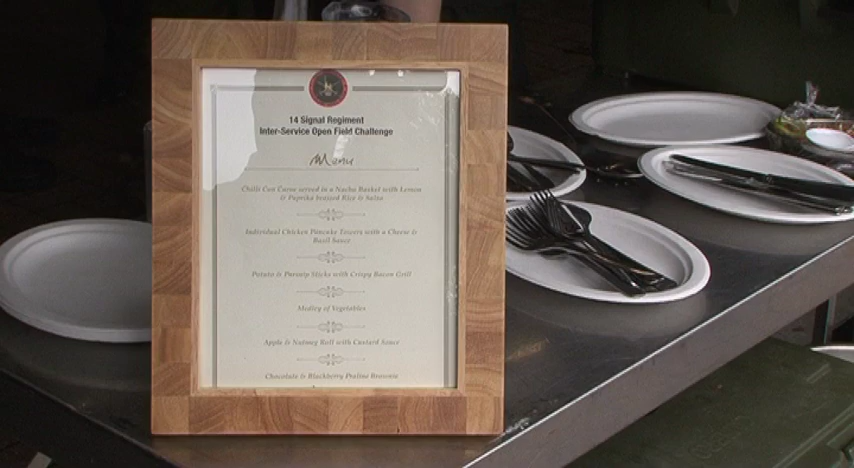 14 Signal Regiment
Inter-Service Open Field Challenge
Menu
Chilli Con Carne served in a Nacho Basket with Lemon
& Paprika Braised Rice & Salsa
Individual Chicken Pancake Towers with a Cheese &
Basil Sauce
Potato & Parsnip Sticks with Crispy Bacon Grill
Medley of Vegetables
Apple & Nutmeg Roll with Custard Sauce
Chocolate & Blackberry Praline Brownie